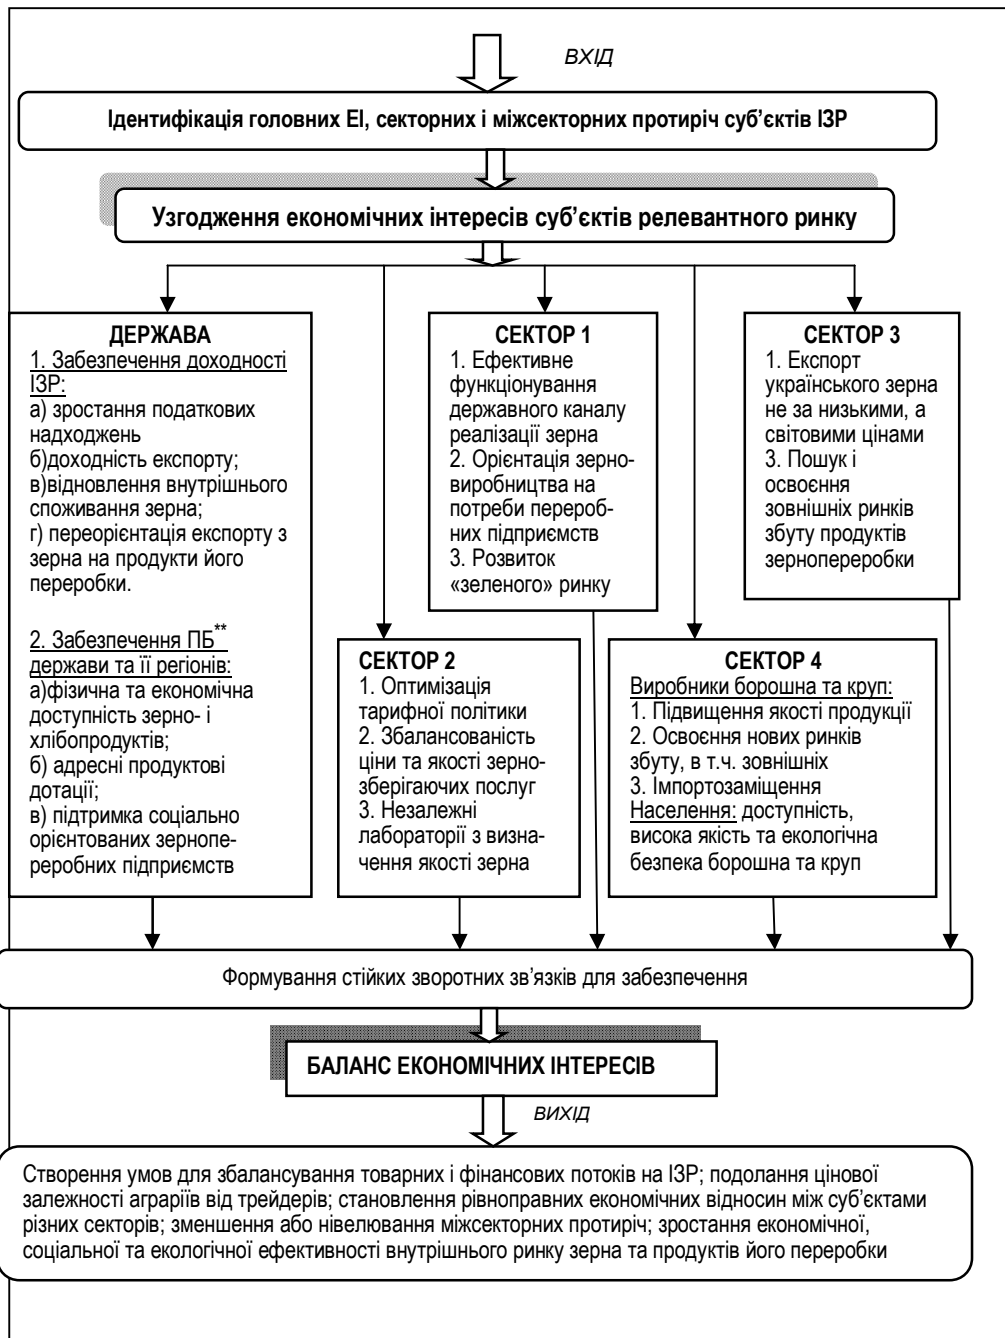 ВХІД
Ідентифікація головних ЕІ, секторних і міжсекторних протиріч суб’єктів ІЗР
Узгодження економічних інтересів суб’єктів релевантного ринку
ДЕРЖАВА
1. Забезпечення доходності
ІЗР:
а) зростання податкових
надходжень
б)доходність експорту;
в)відновлення внутрішнього
споживання зерна;
г) переорієнтація експорту з
зерна на продукти його
переробки.
2. Забезпечення ПБ**
держави та її регіонів:
а)фізична та економічна
доступність зерно- і
хлібопродуктів;
б) адресні продуктові
дотації;
в) підтримка соціально
орієнтованих зернопе-
реробних підприємств
СЕКТОР 1
1. Ефективне
функціонування
державного каналу
реалізації зерна
2. Орієнтація зерно-
виробництва на
потреби перероб-
них підприємств
3. Розвиток
«зеленого» ринку
СЕКТОР 3
1. Експорт
українського зерна
не за низькими, а
світовими цінами
3. Пошук і
освоєння
зовнішніх ринків
збуту продуктів
зернопереробки
СЕКТОР 2
1. Оптимізація
тарифної політики
2. Збалансованість
ціни та якості зерно-
зберігаючих послуг
3. Незалежні
лабораторії з визна-
чення якості зерна
СЕКТОР 4
Виробники борошна та круп:
1. Підвищення якості продукції
2. Освоєння нових ринків
збуту, в т.ч. зовнішніх
3. Імпортозаміщення
Населення: доступність,
висока якість та екологічна
безпека борошна та круп
Формування стійких зворотних зв’язків для забезпечення
БАЛАНС ЕКОНОМІЧНИХ ІНТЕРЕСІВ
ВИХІД
Створення умов для збалансування товарних і фінансових потоків на ІЗР; подолання цінової
залежності аграріїв від трейдерів; становлення рівноправних економічних відносин між суб’єктами
різних секторів; зменшення або нівелювання міжсекторних протиріч; зростання економічної,
соціальної та екологічної ефективності внутрішнього ринку зерна та продуктів його переробки